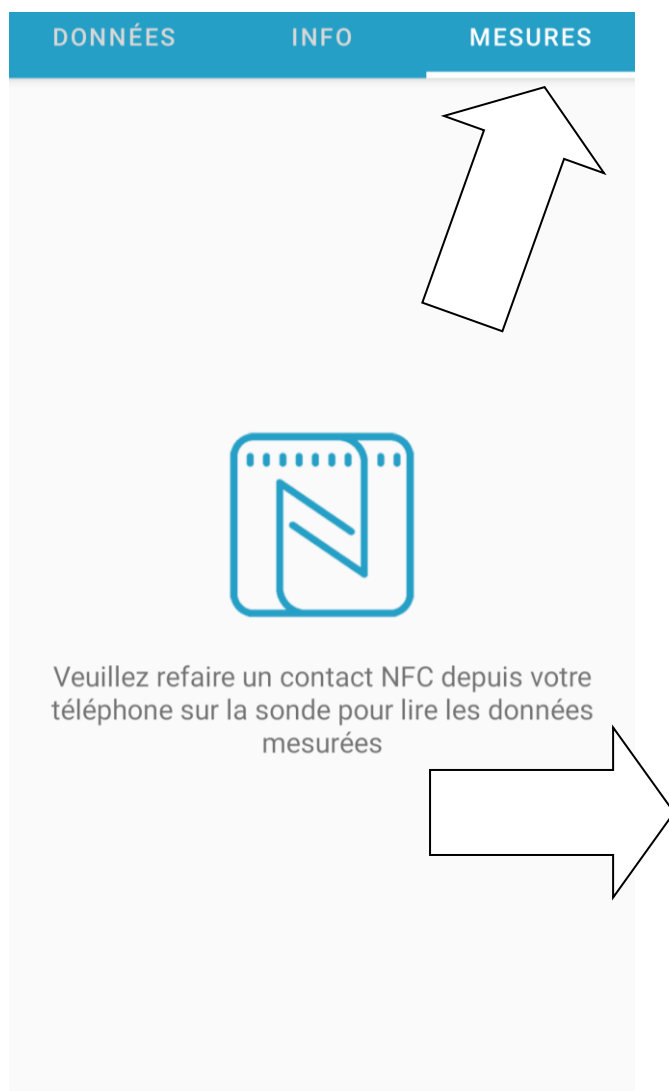 DONNÉES INFO MESURES
Veuillez refaire un contact NFC depuis votre
téléphone sur la sonde pour lire les données
mesurées